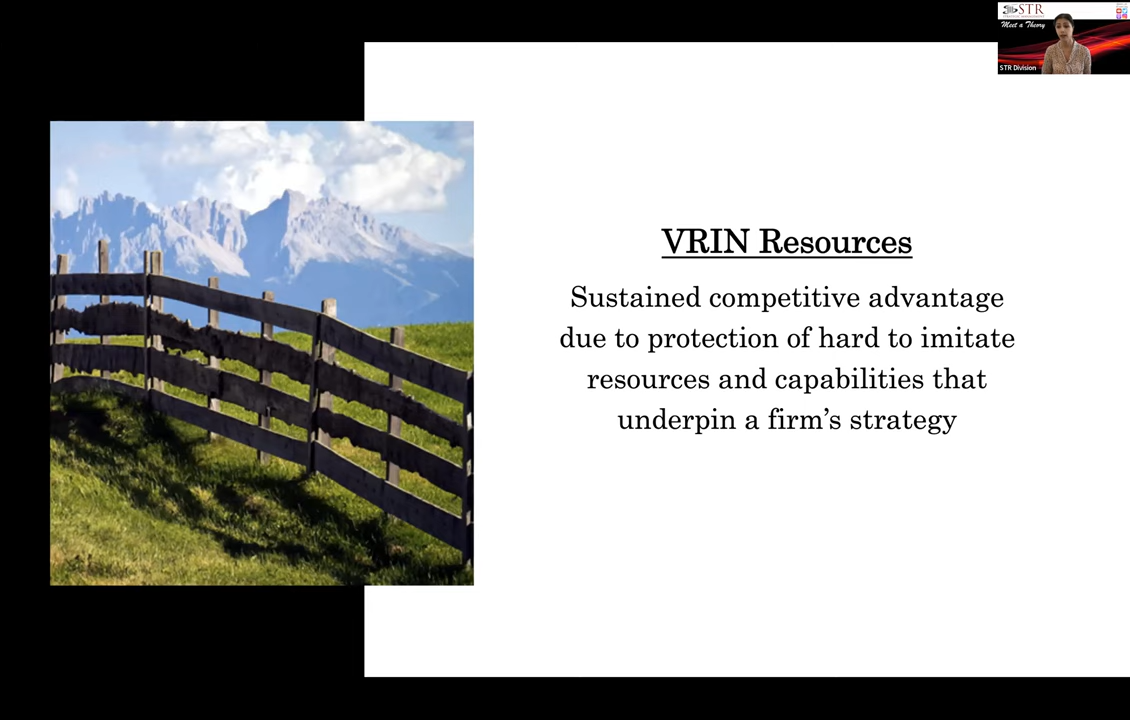 STR
Meet a Theory
STR Division
VRIN Resources
Sustained competitive advantage
due to protection of hard to imitate
resources and capabilities that
underpin a firm’s strategy